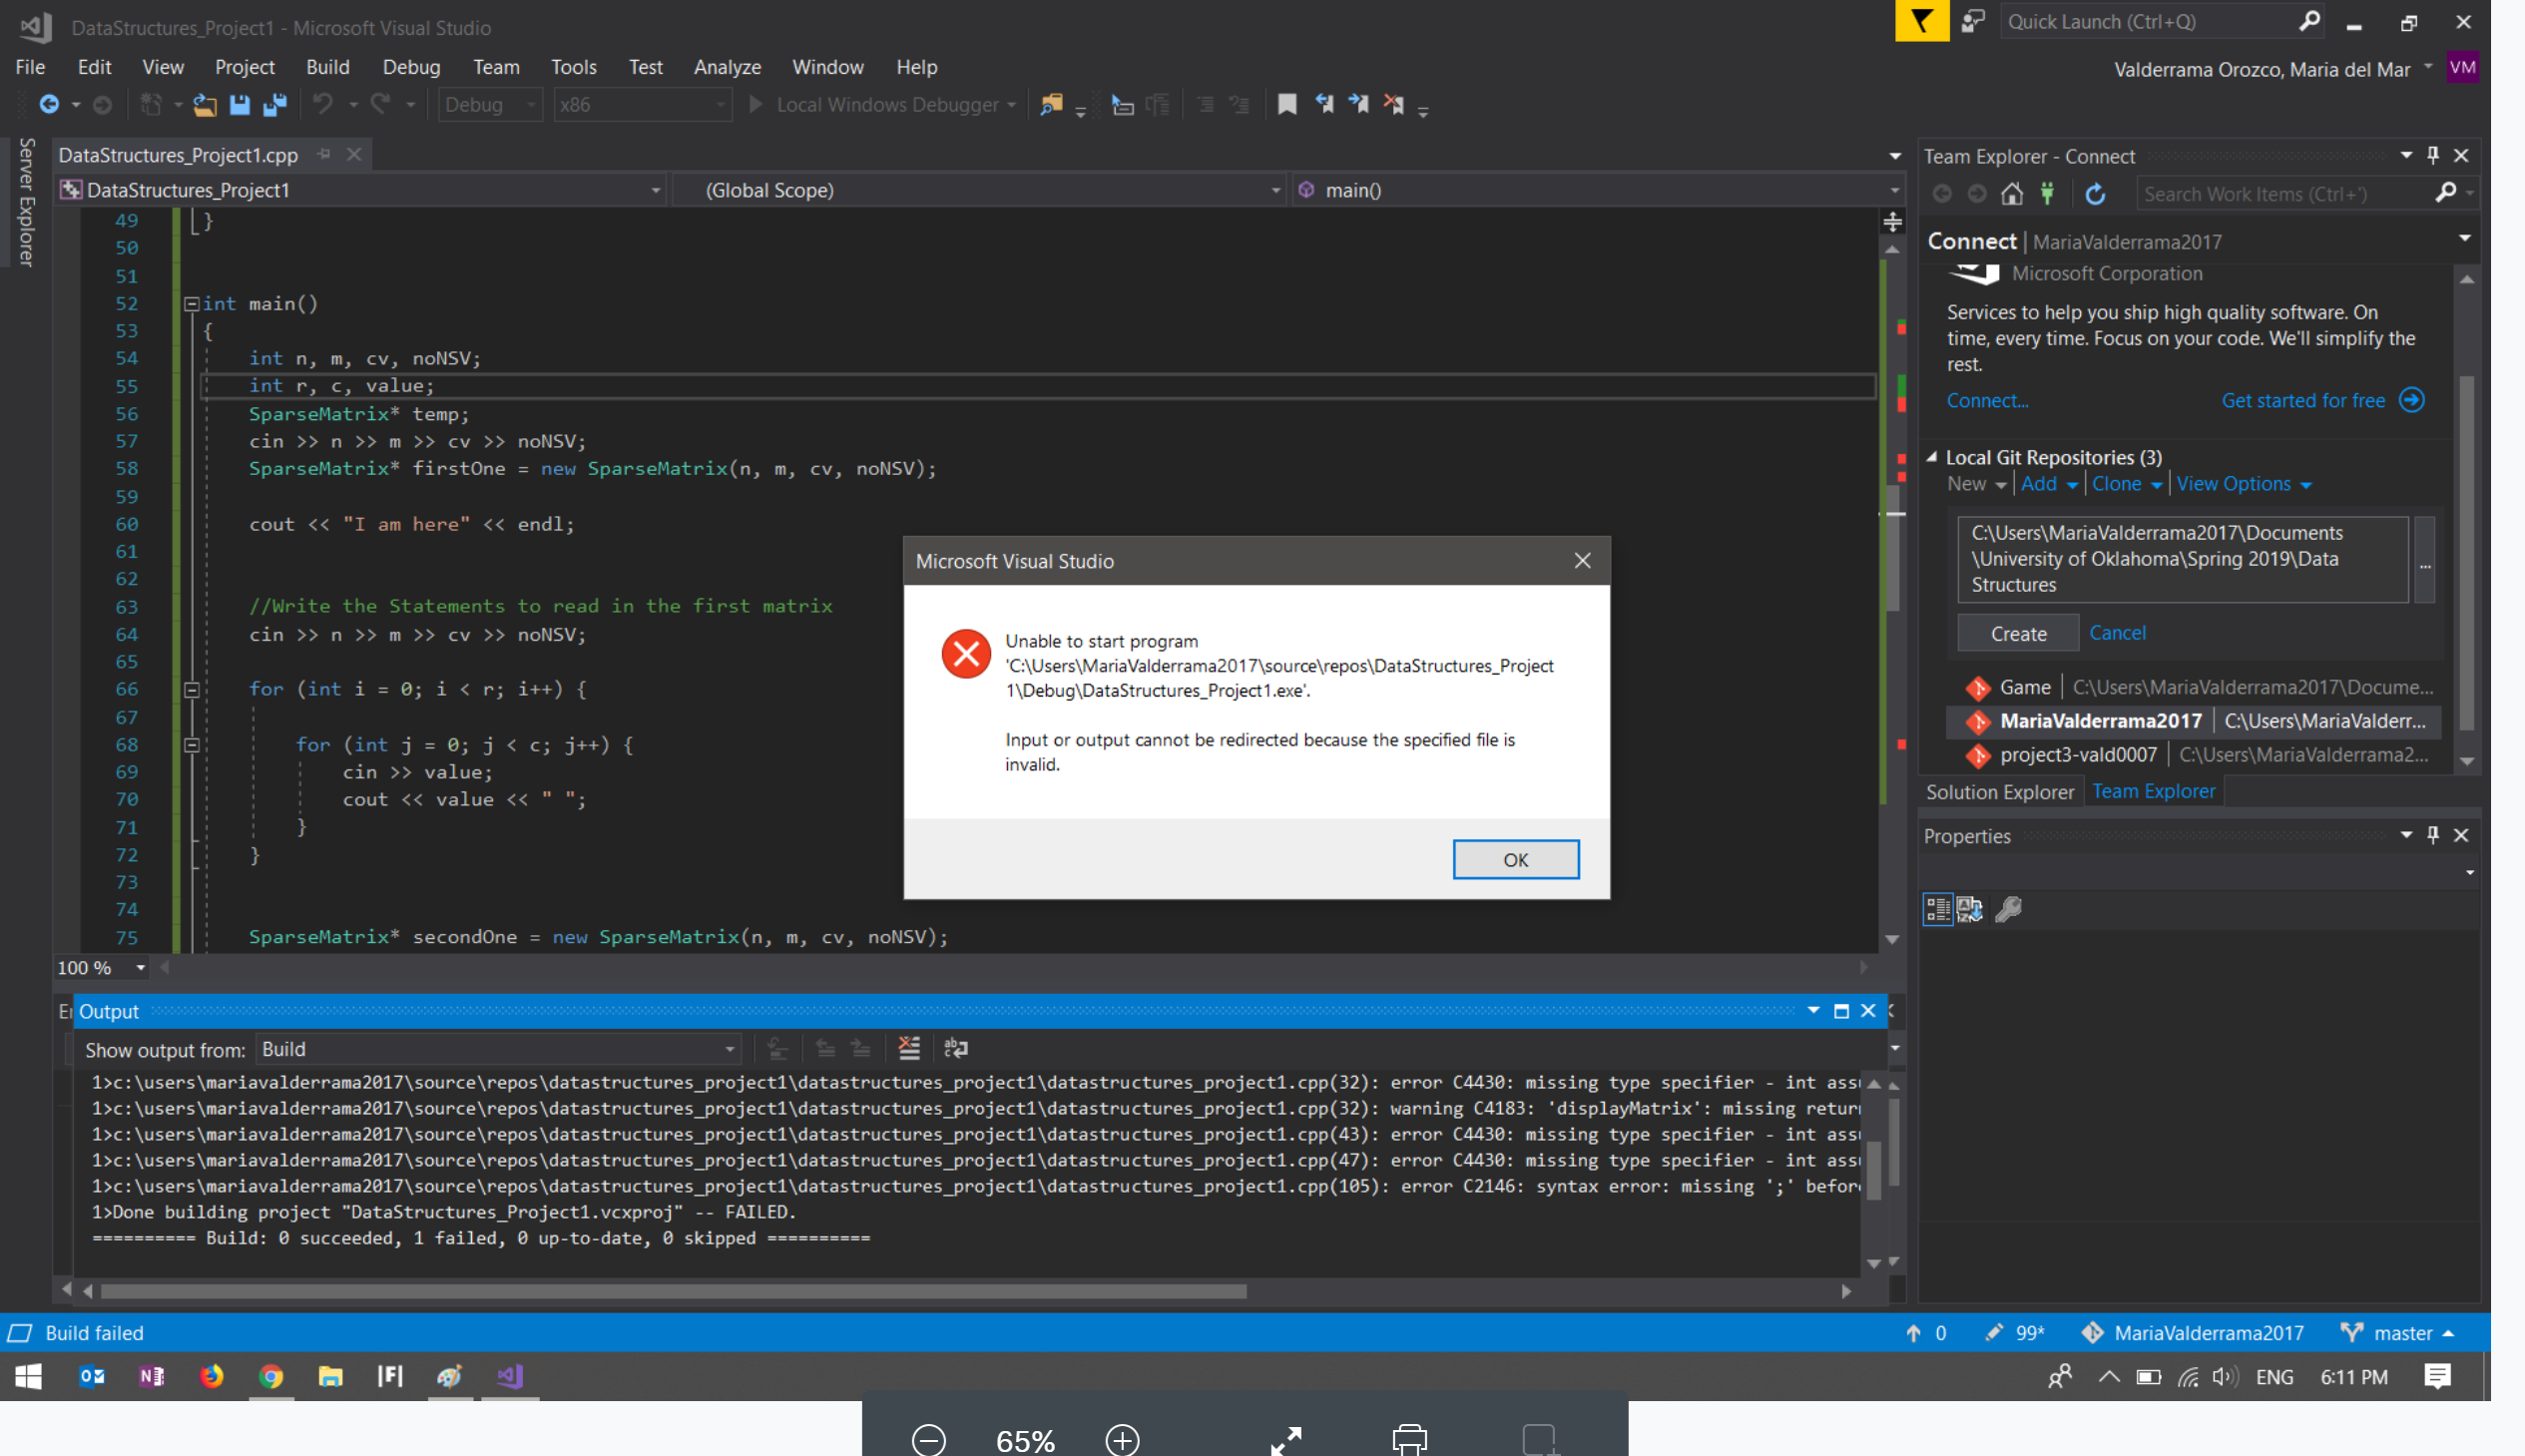 DataStructures_Project1 - Microsoft Visual Studio
Quick Launch (Ctrl+Q)
File Edit View Project Build Debug Team Tools Test Analyze Window Help
Valderrama Orozco, Maria del Mar VM
Debug x86 Local Windows Debugger
Server Explorer
DataStructures_Project1.cpp
DataStructures_Project1 (Global Scope) main()
49 }
50
51
52 int main()
53 {
54 int n, m, cv, noNSV;
55 int r, c, value;
56 SparseMatrix* temp;
57 cin >> n >> m >> cv >> noNSV;
58 SparseMatrix* firstOne = new SparseMatrix(n, m, cv, noNSV);
59
60 cout << "I am here" << endl;
61
62
63 //Write the Statements to read in the first matrix
64 cin >> n >> m >> cv >> noNSV;
65
66 for (int i = 0; i < r; i++) {
67
68 for (int j = 0; j < c; j++) {
69 cin >> value;
70 cout << value << " ";
71 }
72 }
73
74
75 SparseMatrix* secondOne = new SparseMatrix(n, m, cv, noNSV);
100 %
Microsoft Visual Studio
Unable to start program
'C:\Users\MariaValderrama2017\source\repos\DataStructures_Project
1\Debug\DataStructures_Project1.exe'.
Input or output cannot be redirected because the specified file is
invalid.
OK
Team Explorer - Connect
Search Work Items (Ctrl+')
Connect | MariaValderrama2017
Microsoft Corporation
Services to help you ship high quality software. On
time, every time. Focus on your code. We'll simplify the
rest.
Connect... Get started for free
Local Git Repositories (3)
New Add Clone View Options
C:\Users\MariaValderrama2017\Documents
\University of Oklahoma\Spring 2019\Data
Structures
...
Create Cancel
Game C:\Users\MariaValderrama2017\Docume...
MariaValderrama2017 C:\Users\MariaValderr...
project3-vald0007 C:\Users\MariaValderrama2...
Solution Explorer Team Explorer
Properties
Output
Show output from: Build
1>c:\users\mariavalderrama2017\source\repos\datastructures_project1\datastructures_project1\datastructures_project1.cpp(32): error C4430: missing type specifier - int
1>c:\users\mariavalderrama2017\source\repos\datastructures_project1\datastructures_project1\datastructures_project1.cpp(32): warning C4183: 'displayMatrix': missing
1>c:\users\mariavalderrama2017\source\repos\datastructures_project1\datastructures_project1\datastructures_project1.cpp(43): error C4430: missing type specifier - int
1>c:\users\mariavalderrama2017\source\repos\datastructures_project1\datastructures_project1\datastructures_project1.cpp(47): error C4430: missing type specifier - int
1>c:\users\mariavalderrama2017\source\repos\datastructures_project1\datastructures_project1\datastructures_project1.cpp(105): error C2146: syntax error: missing ';'
1>Done building project "DataStructures_Project1.vcxproj" -- FAILED.
========== Build: 0 succeeded, 1 failed, 0 up-to-date, 0 skipped ==========
Build failed
0 99* MariaValderrama2017 master
ENG 6:11 PM
65%